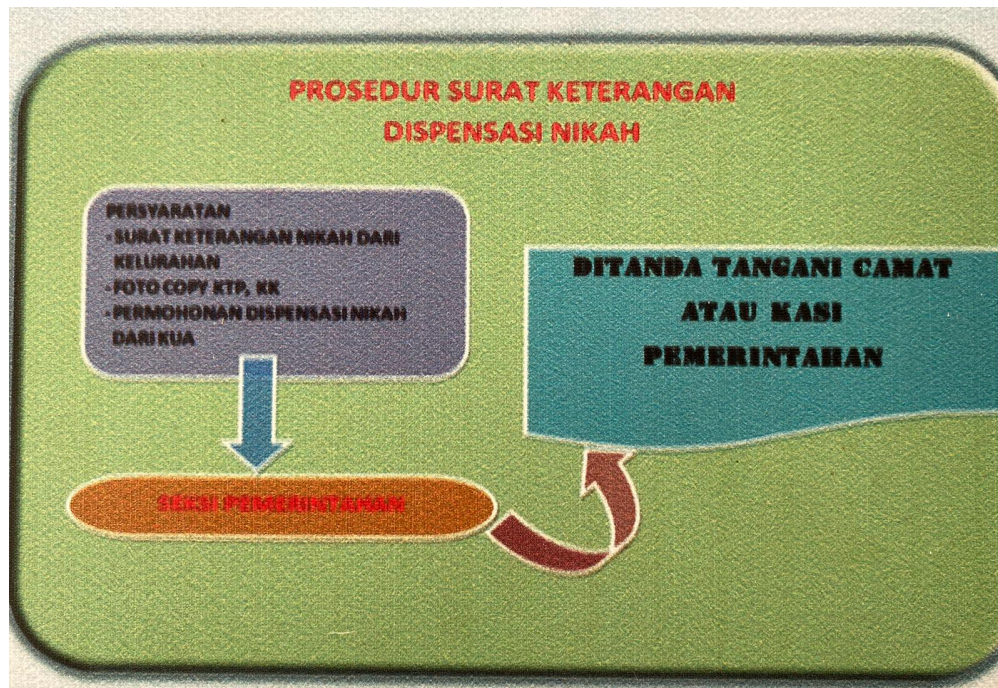 PROSEDUR SURAT KETERANGAN
DISPENSASI NIKAH
PERSYARATAN
- SURAT KETERANGAN NIKAH DARI
KELURAHAN
- FOTO COPY KTP, KK
- PERMOHONAN DISPENSASI NIKAH
DARI KUA
SEKSI PEMERINTAHAN
DITANDA TANGANI CAMAT
ATAU KASI
PEMERINTAHAN